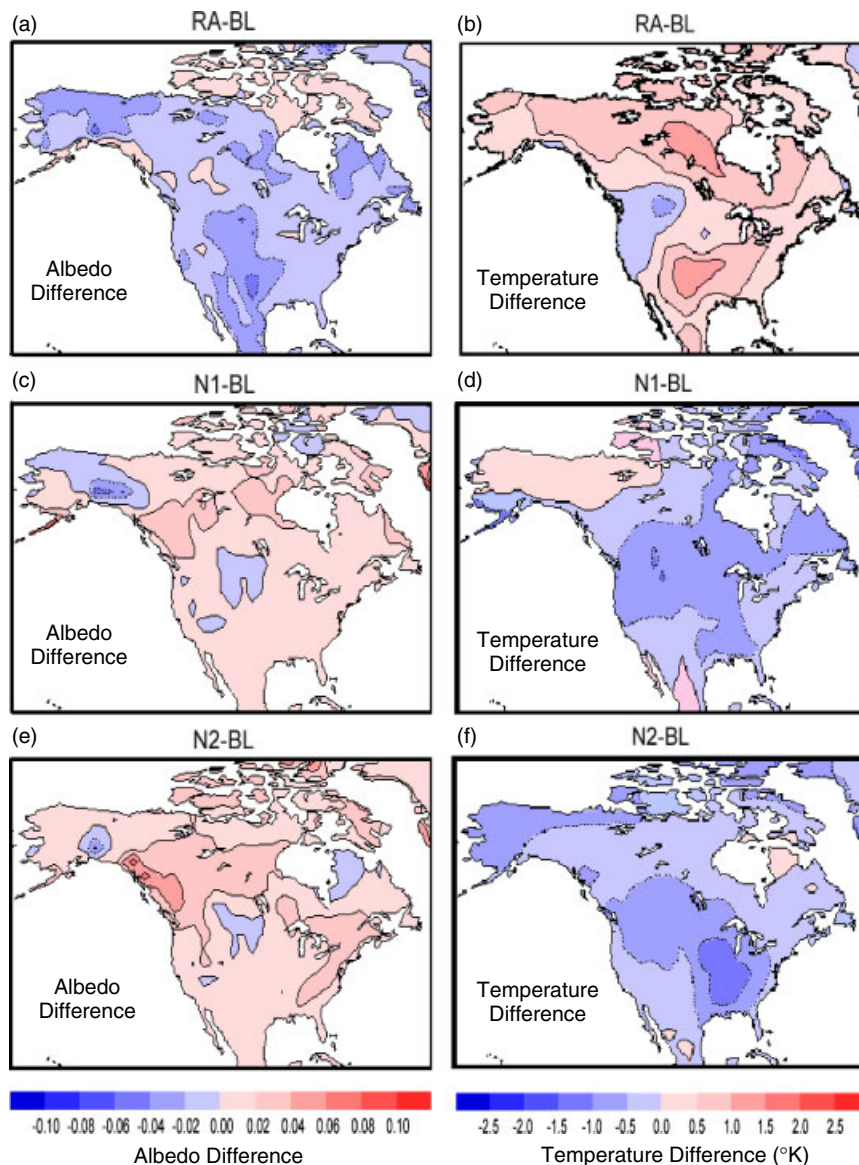 (a)
RA-BL
Albedo
Difference
(b)
RA-BL
Temperature
Difference
(c)
N1-BL
Albedo
Difference
(d)
N1-BL
Temperature
Difference
(e)
N2-BL
Albedo
Difference
(f)
N2-BL
Temperature
Difference
-0.10 -0.08 -0.06 -0.04 -0.02 0.00 0.02 0.04 0.06 0.08 0.10
Albedo Difference
-2.5 -2.0 -1.5 -1.0 -0.5 0.0 0.5 1.0 1.5 2.0 2.5
Temperature Difference (°K)